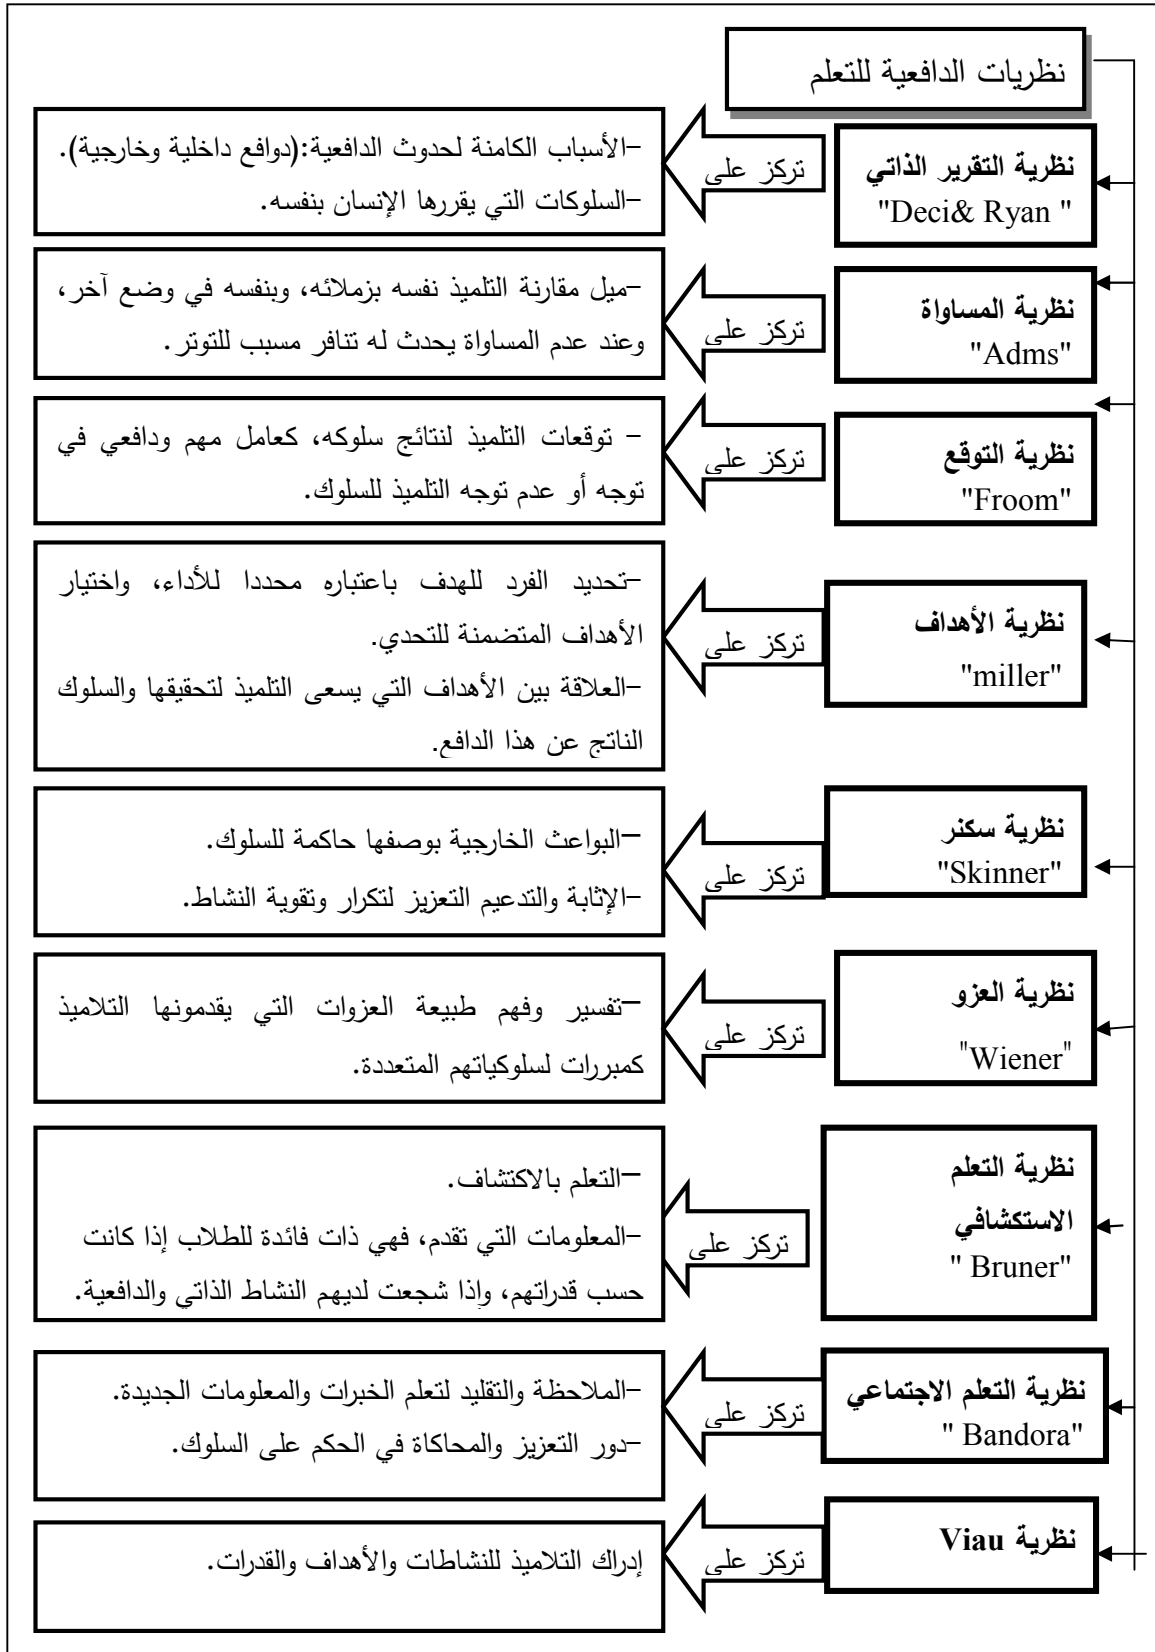 نظريات الدافعية للتعلم
نظرية التقرير الذاتي
"Deci& Ryan "
تركز على
-الأسباب الكامنة لحدوث الدافعية:(دوافع داخلية وخارجية).
-السلوكات التي يقررها الإنسان بنفسه.
نظرية المساواة
"Adms"
تركز على
-ميل مقارنة التلميذ نفسه بزملائه، وبنفسه في وضع آخر،
وعند عدم المساواة يحدث له تنافر مسبب للتوتر.
نظرية التوقع
"Froom"
تركز على
- توقعات التلميذ لنتائج سلوكه، كعامل مهم ودافعي في
توجه أو عدم توجه التلميذ للسلوك.
نظرية الأهداف
"miller"
تركز على
-تحديد الفرد للهدف باعتباره محددا للأداء، واختيار
الأهداف المتضمنة للتحدي.
-العلاقة بين الأهداف التي يسعى التلميذ لتحقيقها والسلوك
الناتج عن هذا الدافع.
نظرية سكنر
"Skinner"
تركز على
-البواعث الخارجية بوصفها حاكمة للسلوك.
-الإثابة والتدعيم التعزيز لتكرار وتقوية النشاط.
نظرية العزو
"Wiener"
تركز على
-تفسير وفهم طبيعة العزوات التي يقدمونها التلاميذ
كمبررات لسلوكياتهم المتعددة.
نظرية التعلم
الاستكشافي
" Bruner"
تركز على
-التعلم بالاكتشاف.
-المعلومات التي تقدم، فهي ذات فائدة للطلاب إذا كانت
حسب قدراتهم، وإذا شجعت لديهم النشاط الذاتي والدافعية.
نظرية التعلم الاجتماعي
" Bandora"
تركز على
-الملاحظة والتقليد لتعلم الخبرات والمعلومات الجديدة.
-دور التعزيز والمحاكاة في الحكم على السلوك.
نظرية Viau
تركز على
إدراك التلاميذ للنشاطات والأهداف والقدرات.